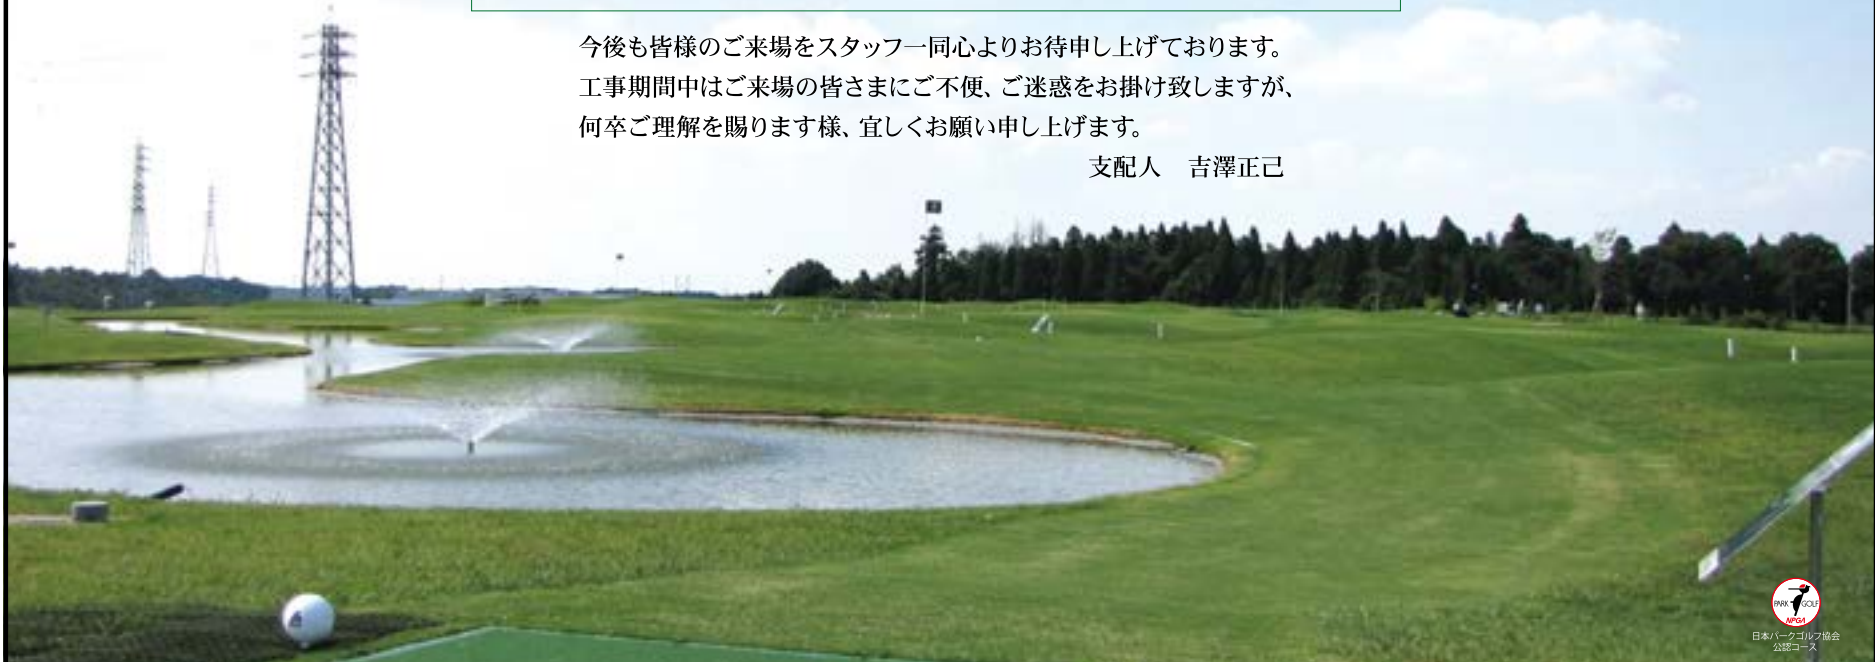 今後も皆様のご来場をスタッフ一同心よりお待申し上げております。
工事期間中はご来場の皆さまにご不便、ご迷惑をお掛け致しますが、
何卒ご理解を賜ります様、宜しくお願い申し上げます。
支配人　吉澤正己
PARK GOLF
NPGA
日本パークゴルフ協会
公認コース